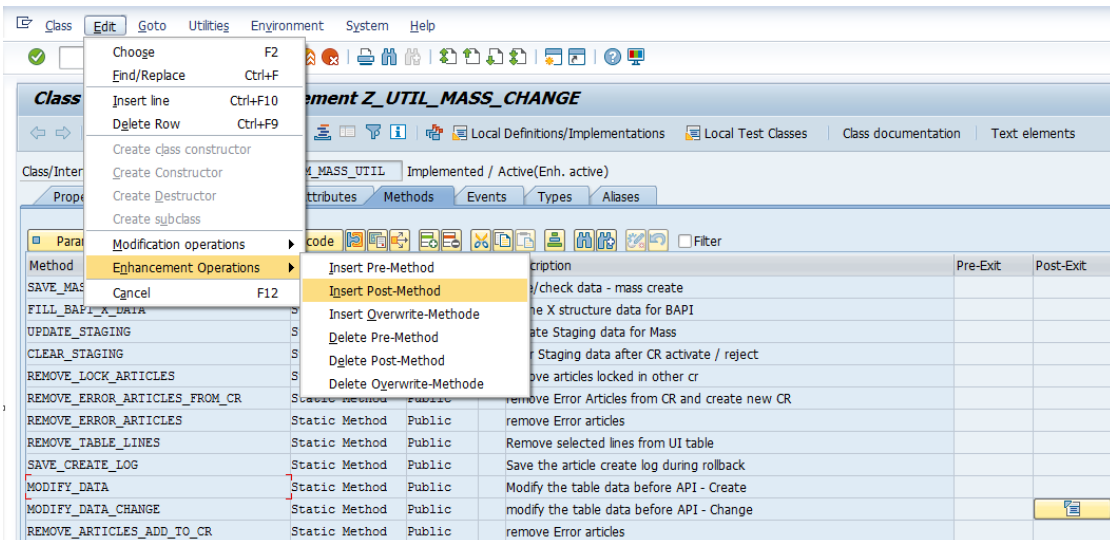 Class Edit Goto Utilities Environment System Help
Choose F2
Find/Replace Ctrl+F
Insert line Ctrl+F10
Delete Row Ctrl+F9
Create class constructor
Create Constructor
Create Destructor
Create subclass
Modification operations
Enhancement Operations
Cancel F12
Insert Pre-Method
Insert Post-Method
Insert Overwrite-Methode
Delete Pre-Method
Delete Post-Method
Delete Overwrite-Methode
Class ement Z_UTIL_MASS_CHANGE
Local Definitions/Implementations Local Test Classes Class documentation Text elements
Class/Inter M_MASS_UTIL Implemented / Active(Enh. active)
Prope ttributes Methods Events Types Aliases
Parar code Filter
Method cription Pre-Exit Post-Exit
SAVE_MAS e/check data - mass create
FILL_BAPI_X_DATA S he X structure data for BAPI
UPDATE_STAGING S ate Staging data for Mass
CLEAR_STAGING S r Staging data after CR activate / reject
REMOVE_LOCK_ARTICLES S ove articles locked in other cr
REMOVE_ERROR_ARTICLES_FROM_CR Static Method Public remove Error Articles from CR and create new CR
REMOVE_ERROR_ARTICLES Static Method Public remove Error articles
REMOVE_TABLE_LINES Static Method Public Remove selected lines from UI table
SAVE_CREATE_LOG Static Method Public Save the article create log during rollback
MODIFY_DATA Static Method Public Modify the table data before API - Create
MODIFY_DATA_CHANGE Static Method Public modify the table data before API - Change
REMOVE_ARTICLES_ADD_TO_CR Static Method Public remove Error articles